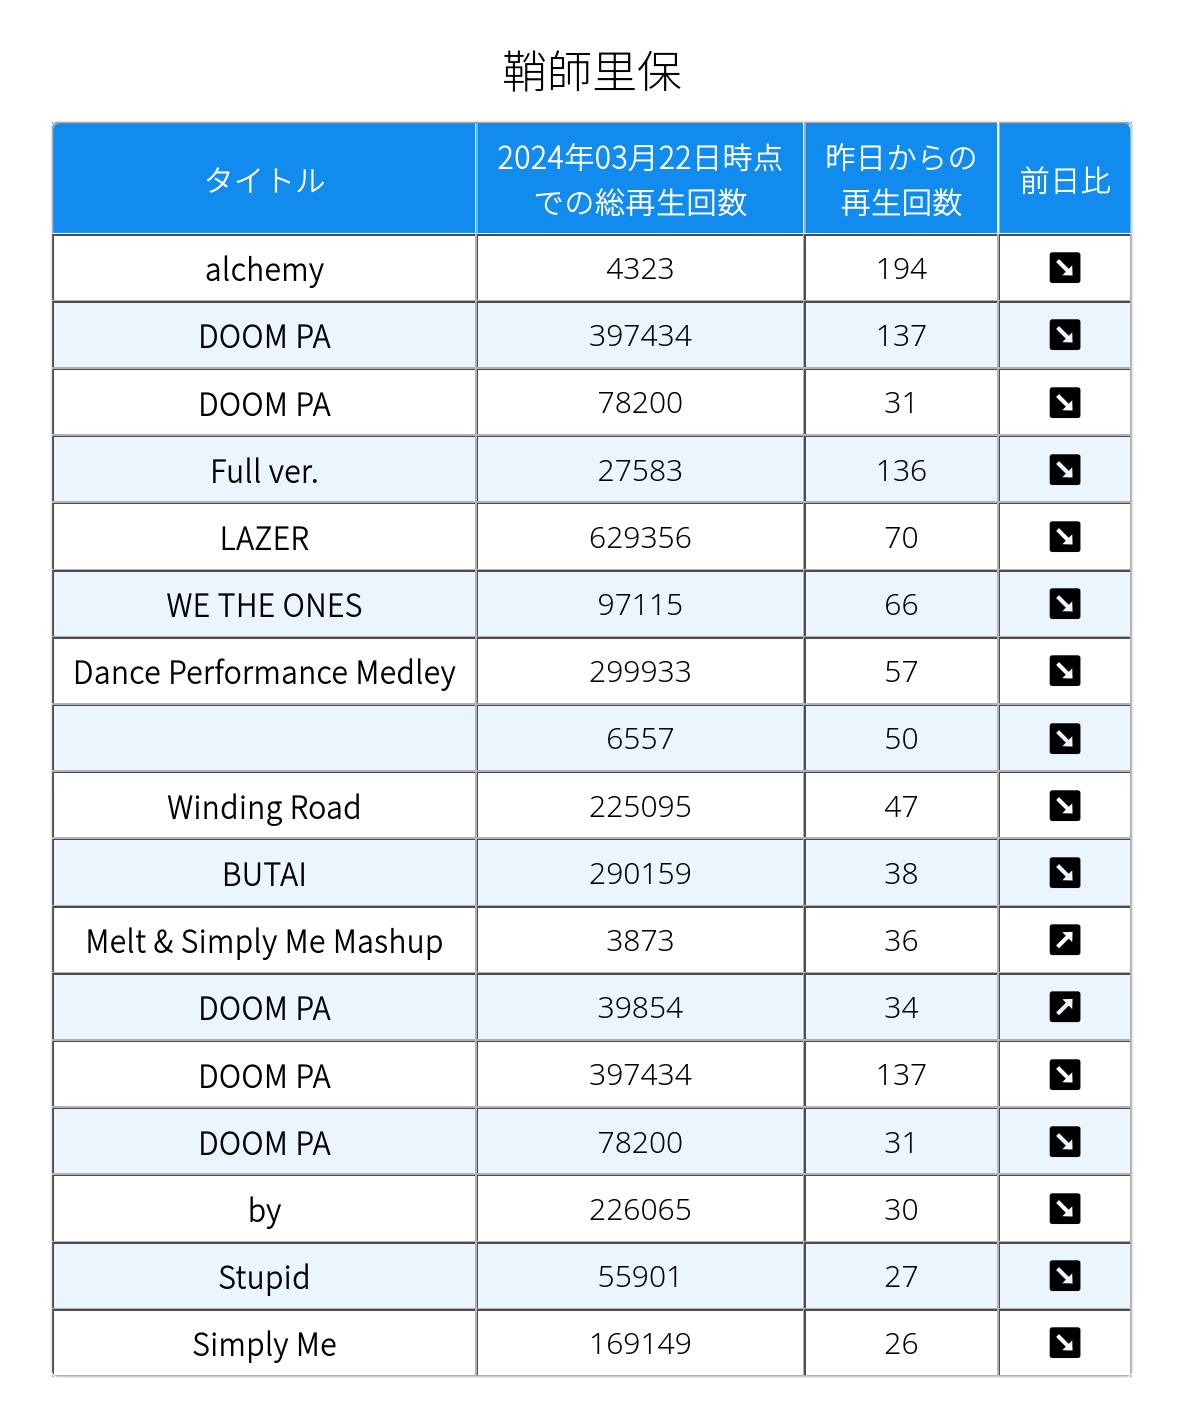 鞘師里保
タイトル 2024年03月22日時点での総再生回数 昨日からの再生回数 前日比
alchemy 4323 194 ↘
DOOM PA 397434 137 ↘
DOOM PA 78200 31 ↘
Full ver. 27583 136 ↘
LAZER 629356 70 ↘
WE THE ONES 97115 66 ↘
Dance Performance Medley 299933 57 ↘
6557 50 ↘
Winding Road 225095 47 ↘
BUTAI 290159 38 ↘
Melt & Simply Me Mashup 3873 36 ↗
DOOM PA 39854 34 ↗
DOOM PA 397434 137 ↘
DOOM PA 78200 31 ↘
by 226065 30 ↘
Stupid 55901 27 ↘
Simply Me 169149 26 ↘